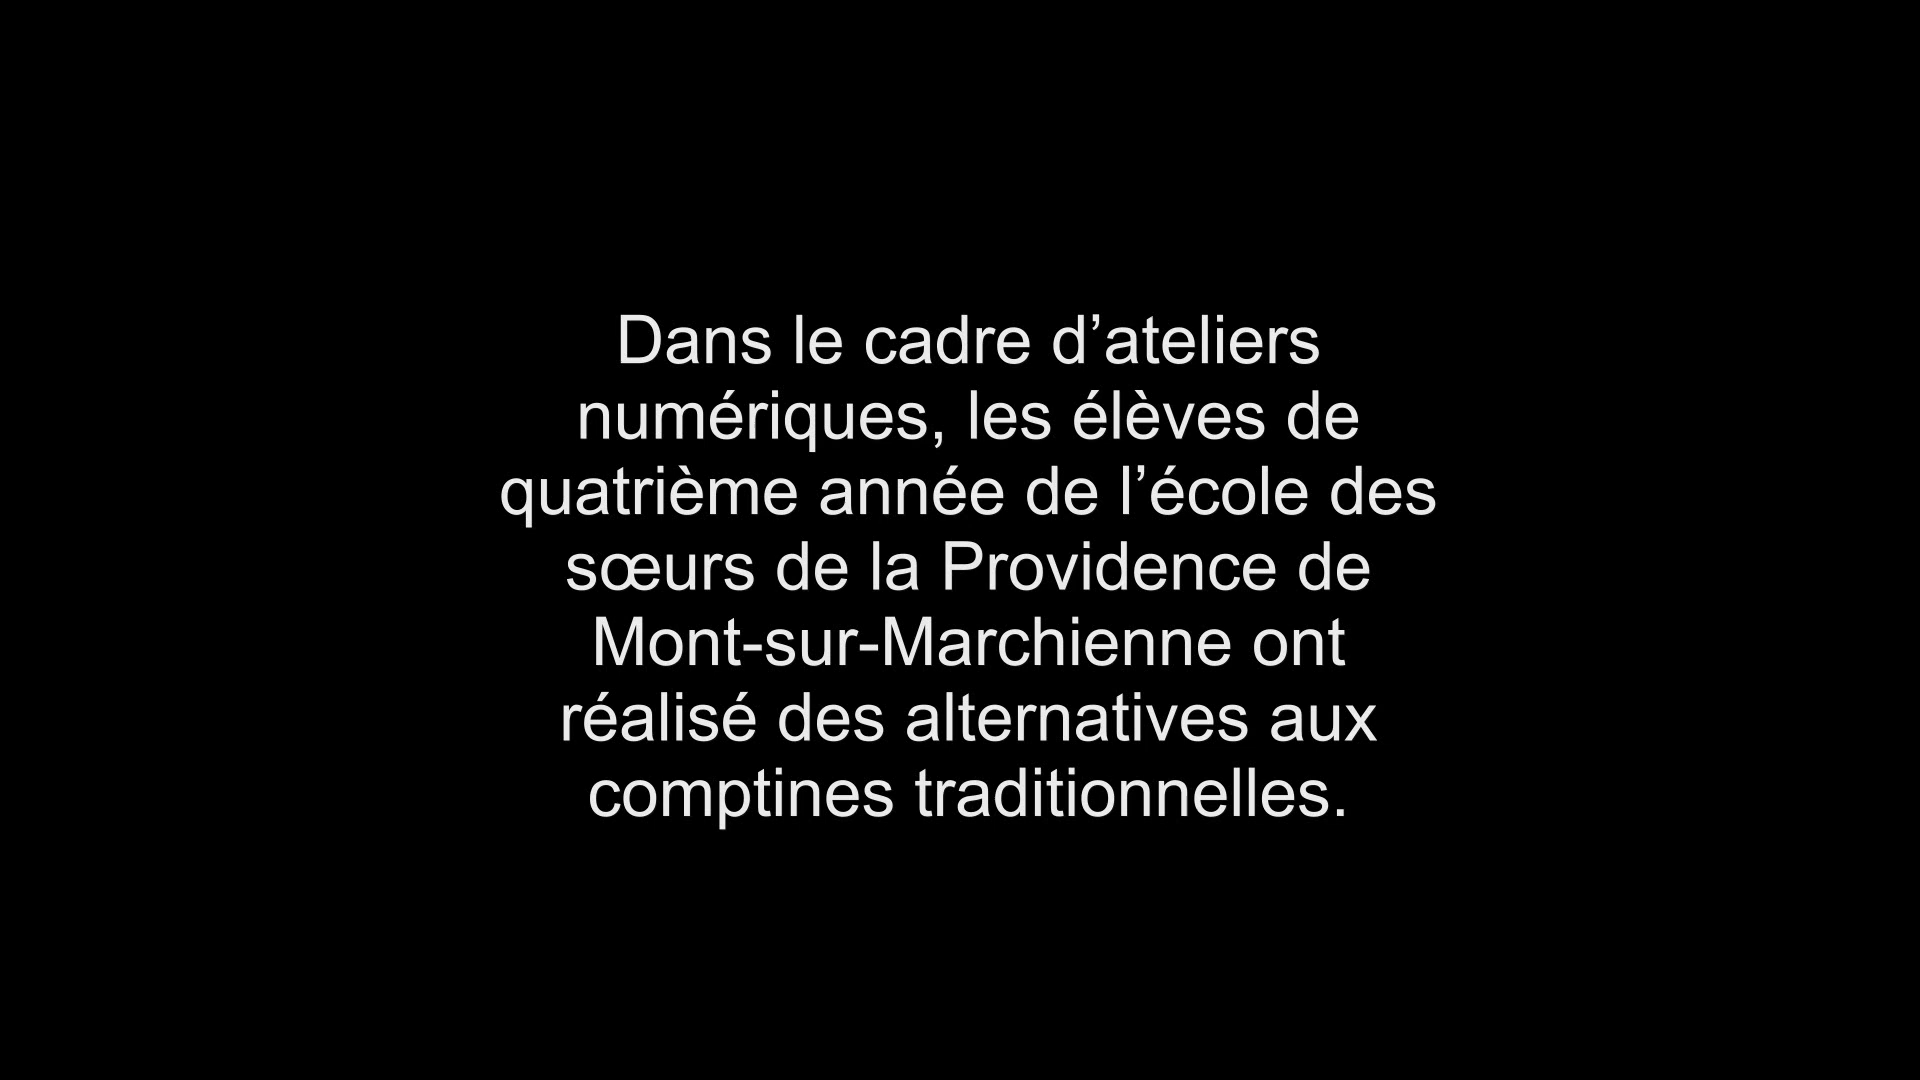 Dans le cadre d’ateliers
numériques, les élèves de
quatrième année de l’école des
sœurs de la Providence de
Mont-sur-Marchienne ont
réalisé des alternatives aux
comptines traditionnelles.